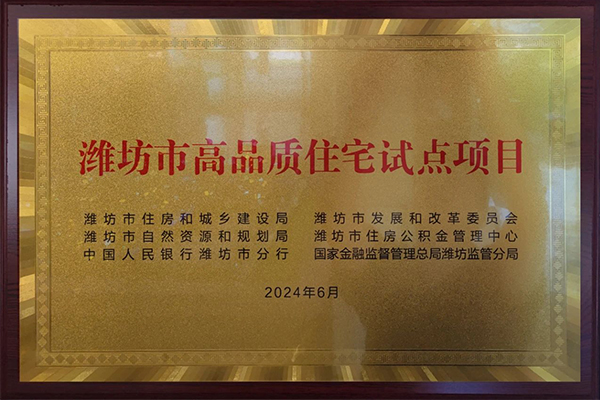 潍坊市高品质住宅试点项目
潍坊市住房和城乡建设局 潍坊市发展和改革委员会
潍坊市自然资源和规划局 潍坊市住房公积金管理中心
中国人民银行潍坊市分行 国家金融监督管理总局潍坊监管分局
2024年6月